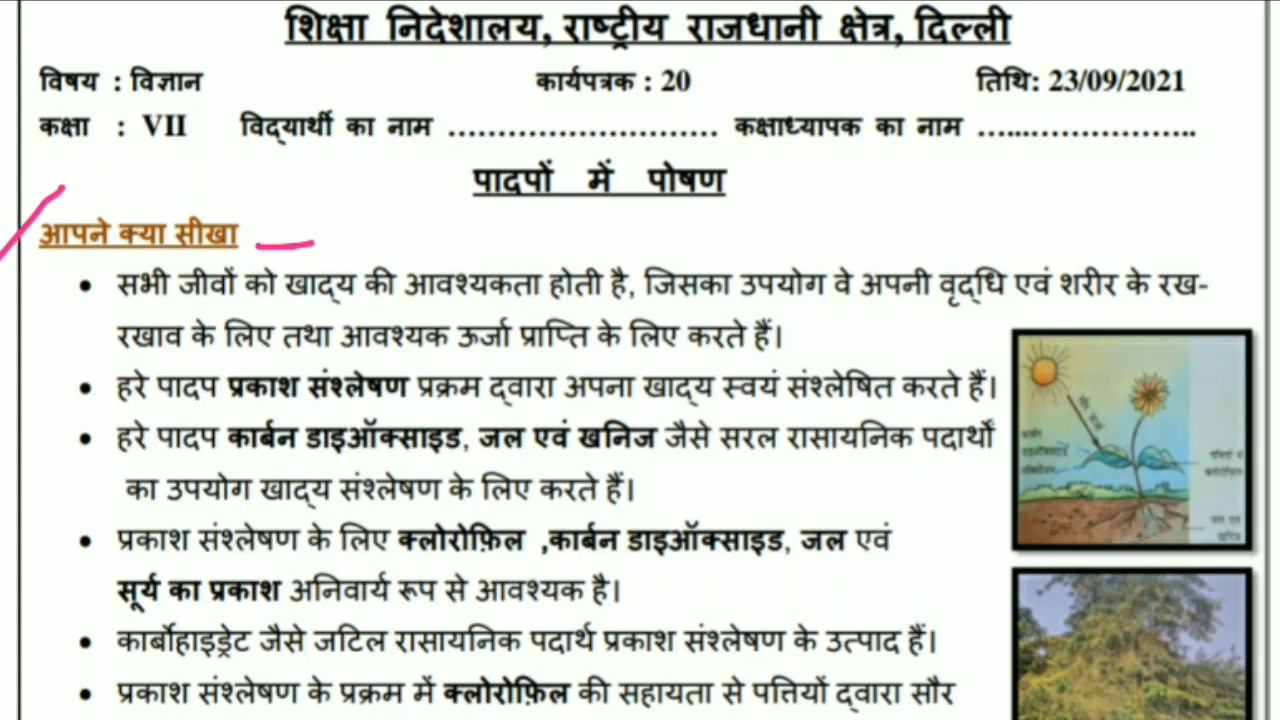 शिक्षा निदेशालय, राष्ट्रीय राजधानी क्षेत्र, दिल्ली
विषय : विज्ञान कार्यपत्रक : 20 तिथि: 23/09/2021
कक्षा : VII विद्यार्थी का नाम ........................... कक्षाध्यापक का नाम ......................
पादपों में पोषण
आपने क्या सीखा
• सभी जीवों को खाद्य की आवश्यकता होती है, जिसका उपयोग वे अपनी वृद्धि एवं शरीर के रख-
रखाव के लिए तथा आवश्यक ऊर्जा प्राप्ति के लिए करते हैं।
• हरे पादप प्रकाश संश्लेषण प्रक्रम द्वारा अपना खाद्य स्वयं संश्लेषित करते हैं।
• हरे पादप कार्बन डाइऑक्साइड, जल एवं खनिज जैसे सरल रासायनिक पदार्थों
का उपयोग खाद्य संश्लेषण के लिए करते हैं।
• प्रकाश संश्लेषण के लिए क्लोरोफ़िल ,कार्बन डाइऑक्साइड, जल एवं
सूर्य का प्रकाश अनिवार्य रूप से आवश्यक है।
• कार्बोहाइड्रेट जैसे जटिल रासायनिक पदार्थ प्रकाश संश्लेषण के उत्पाद हैं।
• प्रकाश संश्लेषण के प्रक्रम में क्लोरोफ़िल की सहायता से पत्तियों द्वारा सौर